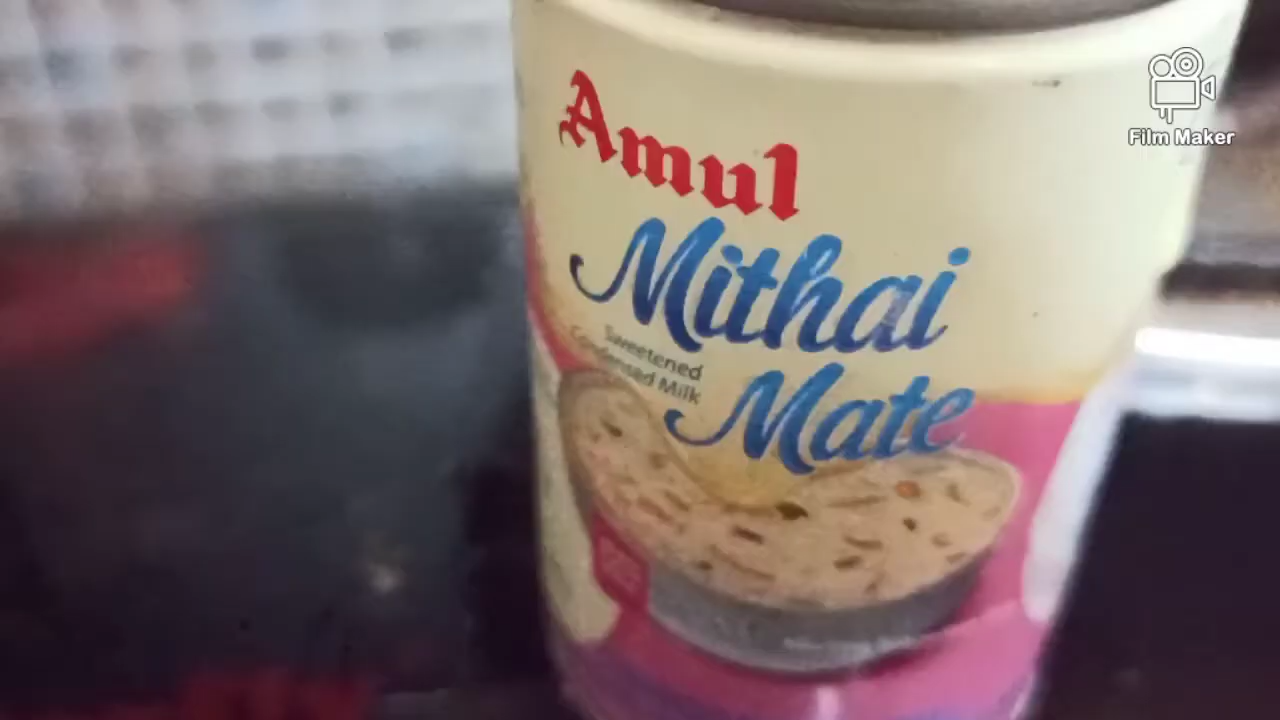 Amul
Mithai
Mate
Sweetened
Condensed Milk
Film Maker